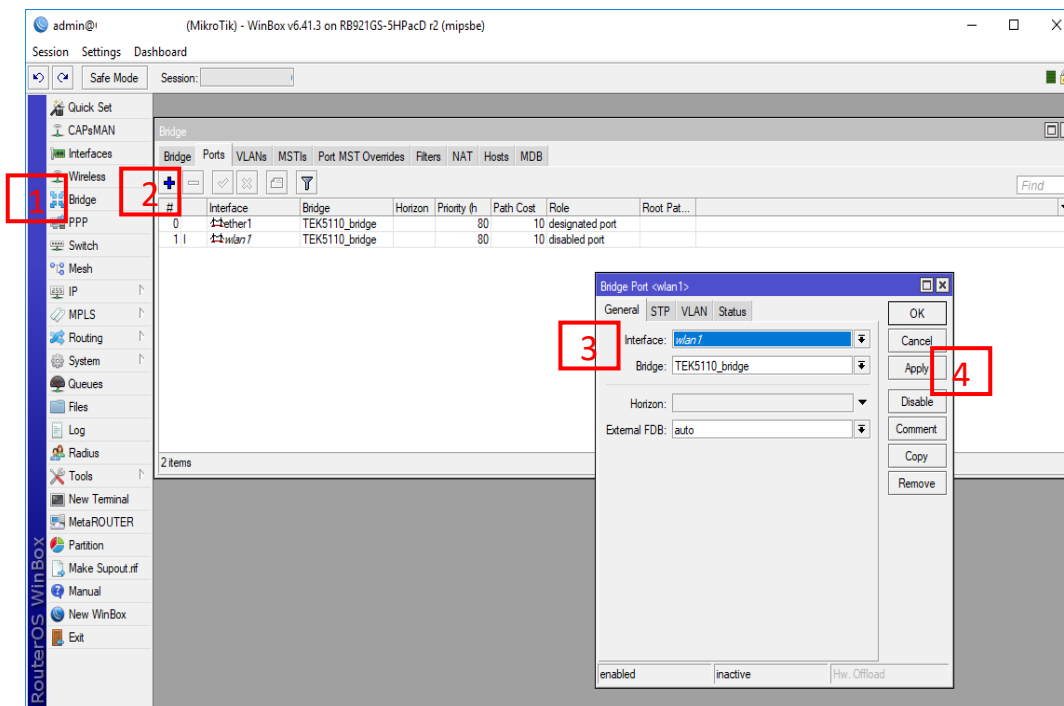 admin@ (MikroTik) - WinBox v6.41.3 on RB921GS-5HPacD r2 (mipsbe)
Session Settings Dashboard
Safe Mode Session:
Quick Set
CAPsMAN
Interfaces
Wireless
Bridge
PPP
Switch
Mesh
IP
MPLS
Routing
System
Queues
Files
Log
Radius
Tools
New Terminal
MetaROUTER
Partition
Make Supout.rif
Manual
New WinBox
Exit
RouterOS WinBox
1
2
Bridge
Bridge Ports VLANs MSTIs Port MST Overrides Filters NAT Hosts MDB
Find
# Interface Bridge Horizon Priority (h Path Cost Role Root Pat...
0 ether1 TEK5110_bridge 80 10 designated port
1 I wlan1 TEK5110_bridge 80 10 disabled port
2 items
Bridge Port <wlan1>
General STP VLAN Status
3
Interface: wlan1
Bridge: TEK5110_bridge
Horizon:
External FDB: auto
OK
Cancel
Apply
4
Disable
Comment
Copy
Remove
enabled inactive Hw. Offload